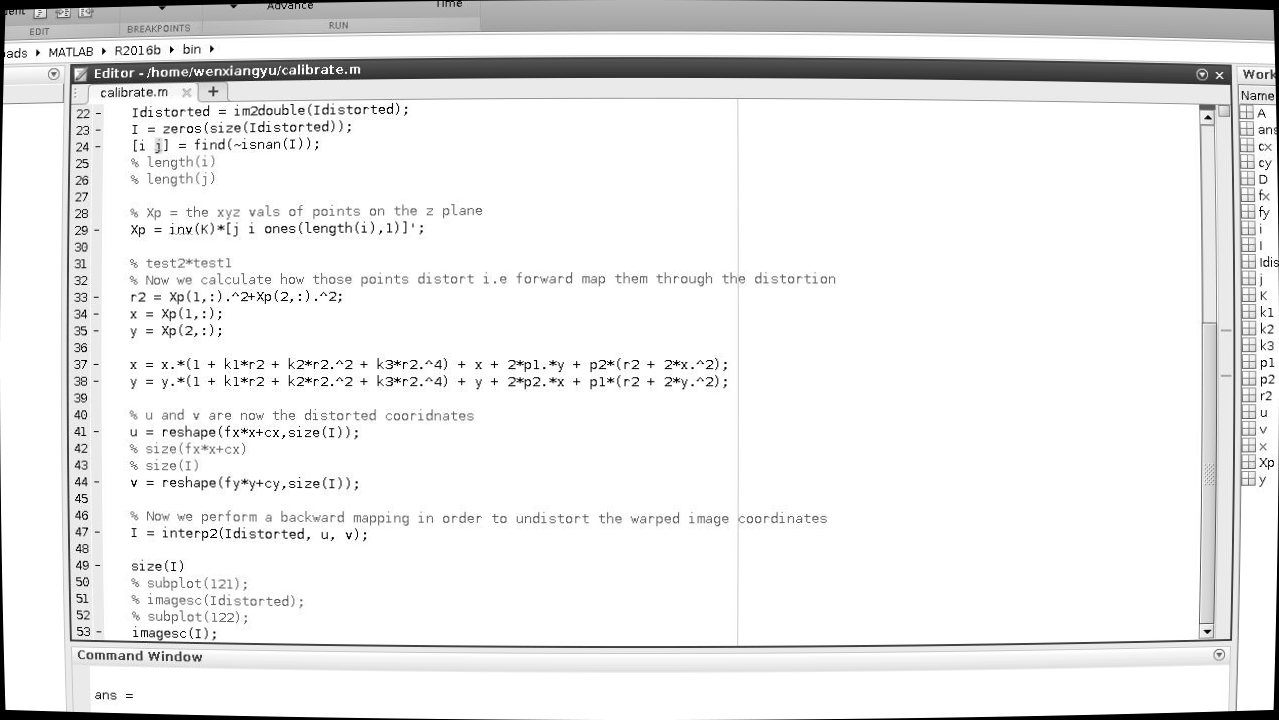 Advance
Time
EDIT
BREAKPOINTS
RUN
ads ▸ MATLAB ▸ R2016b ▸ bin ▸
Editor - /home/wenxiangyu/calibrate.m
calibrate.m × +
22 - Idistorted = im2double(Idistorted);
23 - I = zeros(size(Idistorted));
24 - [i j] = find(~isnan(I));
25 % length(i)
26 % length(j)
27
28 % Xp = the xyz vals of points on the z plane
29 - Xp = inv(K)*[j i ones(length(i),1)]';
30
31 % test2*test1
32 % Now we calculate how those points distort i.e forward map them through the distortion
33 - r2 = Xp(1,:).^2+Xp(2,:).^2;
34 - x = Xp(1,:);
35 - y = Xp(2,:);
36
37 - x = x.*(1 + k1*r2 + k2*r2.^2 + k3*r2.^4) + x + 2*p1.*y + p2*(r2 + 2*x.^2);
38 - y = y.*(1 + k1*r2 + k2*r2.^2 + k3*r2.^4) + y + 2*p2.*x + p1*(r2 + 2*y.^2);
39
40 % u and v are now the distorted cooridnates
41 - u = reshape(fx*x+cx,size(I));
42 % size(fx*x+cx)
43 % size(I)
44 - v = reshape(fy*y+cy,size(I));
45
46 % Now we perform a backward mapping in order to undistort the warped image coordinates
47 - I = interp2(Idistorted, u, v);
48
49 - size(I)
50 % subplot(121);
51 % imagesc(Idistorted);
52 % subplot(122);
53 - imagesc(I);
Command Window
ans =
Work
Name
A
ans
cx
cy
D
fx
fy
i
I
Idis
j
K
k1
k2
k3
p1
p2
r2
u
v
x
Xp
y